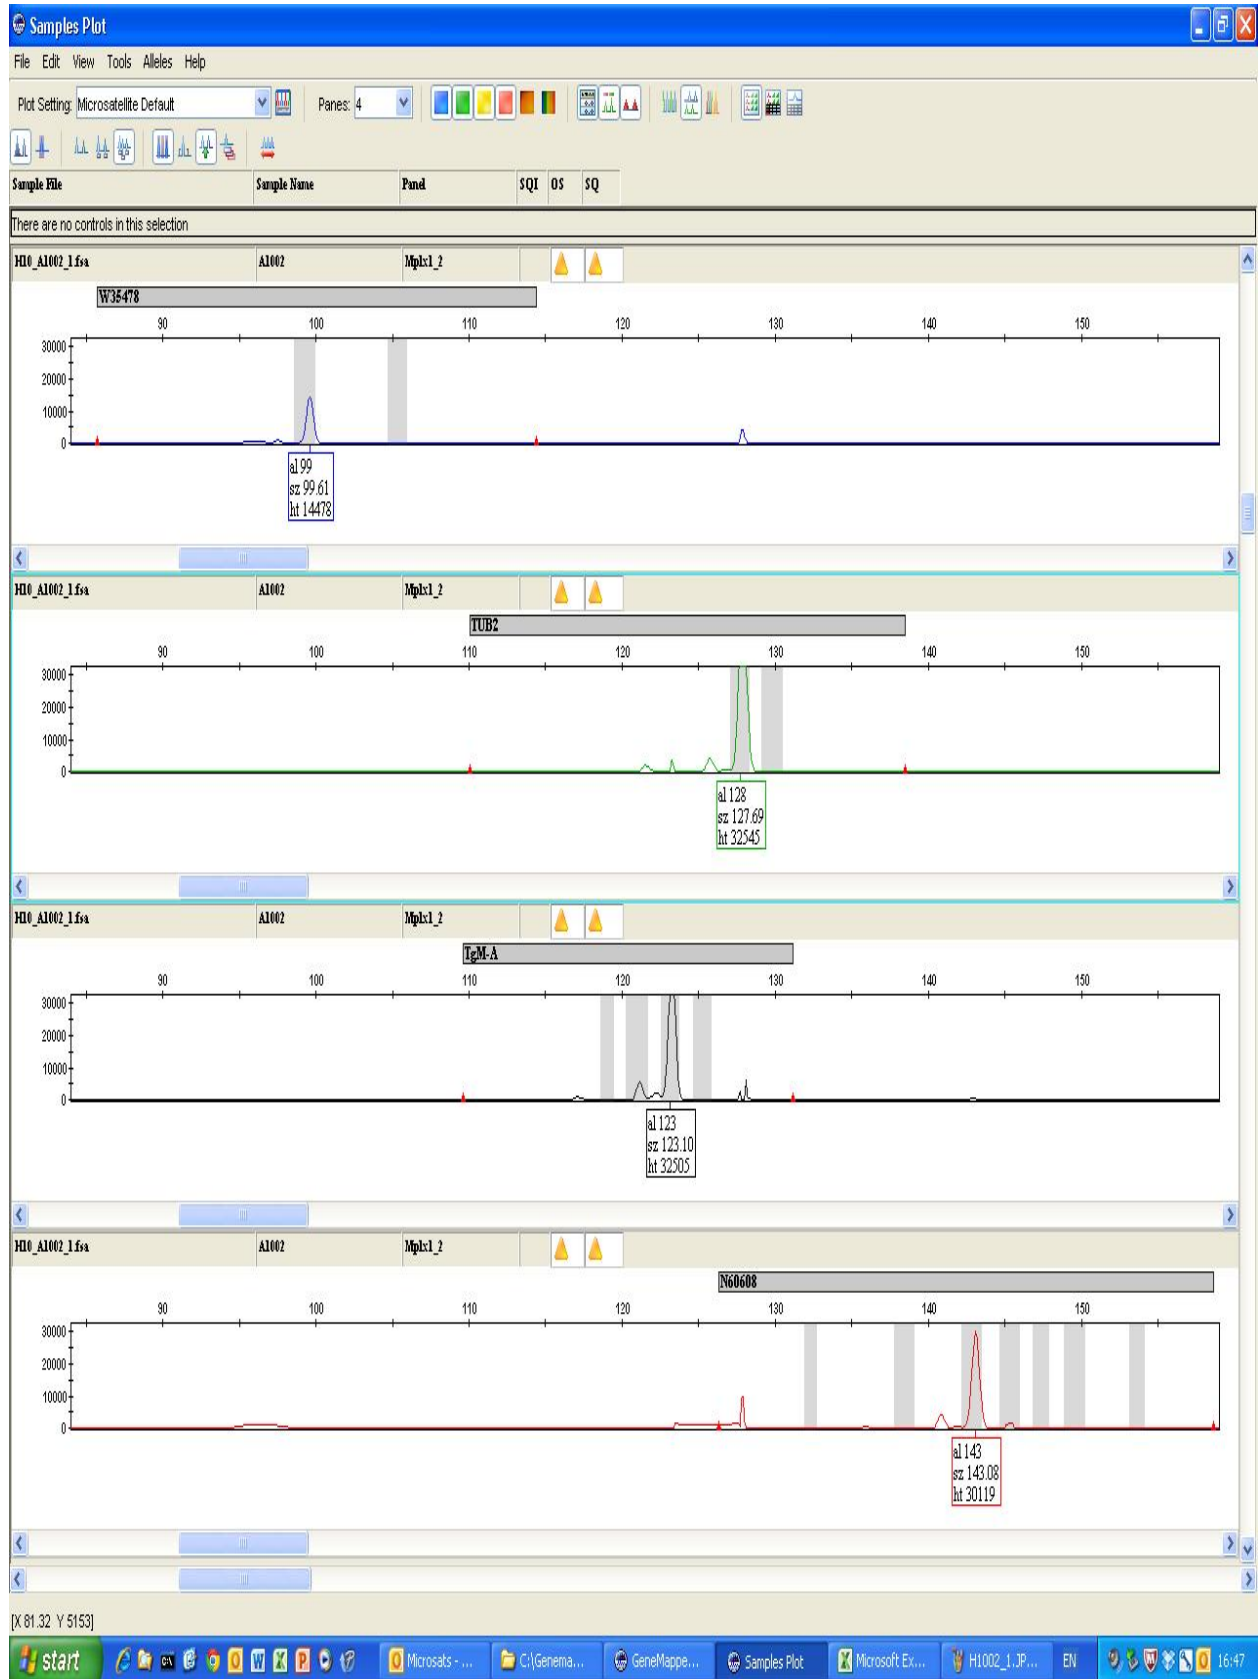 Samples Plot
File Edit View Tools Alleles Help
Plot Setting: Microsatellite Default Panes: 4
Sample File Sample Name Panel SQI OS SQ
There are no controls in this selection
H10_A1002_1.fsa A1002 Mplx1_2
W35478
90 100 110 120 130 140 150
30000
20000
10000
0
al 99
sz 99.61
ht 14478
H10_A1002_1.fsa A1002 Mplx1_2
TUB2
90 100 110 120 130 140 150
30000
20000
10000
0
al 128
sz 127.69
ht 32545
H10_A1002_1.fsa A1002 Mplx1_2
TgM-A
90 100 110 120 130 140 150
30000
20000
10000
0
al 123
sz 123.10
ht 32505
H10_A1002_1.fsa A1002 Mplx1_2
N60608
90 100 110 120 130 140 150
30000
20000
10000
0
al 143
sz 143.08
ht 30119
[X 81.32 Y 5153]
start Microsats - ... C:\Genema... GeneMappe... Samples Plot Microsoft Ex... H1002_1.JP... EN 16:47